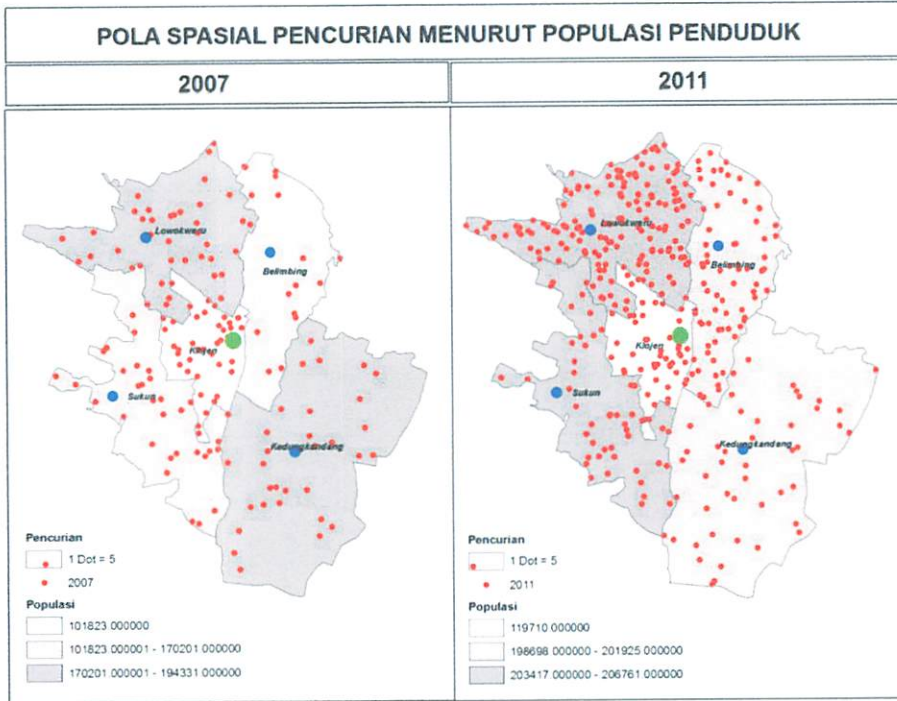 POLA SPASIAL PENCURIAN MENURUT POPULASI PENDUDUK
2007
2011
Lowokwaru
Belimbing
Klojen
Sukun
Kedungkandang
Pencurian
1 Dot = 5
2007
Populasi
101823.000000
101823.000001 - 170201.000000
170201.000001 - 194331.000000
Lowokwaru
Belimbing
Klojen
Sukun
Kedungkandang
Pencurian
1 Dot = 5
2011
Populasi
119710.000000
198698.000000 - 201925.000000
203417.000000 - 206761.000000